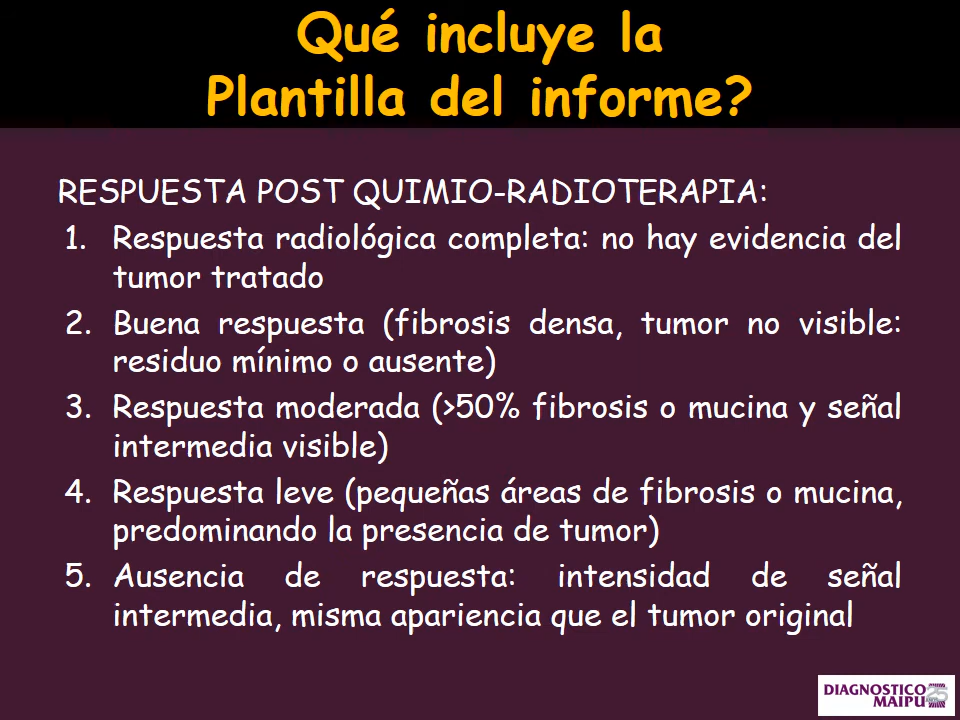 Qué incluye la
Plantilla del informe?
RESPUESTA POST QUIMIO-RADIOTERAPIA:
1. Respuesta radiológica completa: no hay evidencia del
tumor tratado
2. Buena respuesta (fibrosis densa, tumor no visible:
residuo mínimo o ausente)
3. Respuesta moderada (>50% fibrosis o mucina y señal
intermedia visible)
4. Respuesta leve (pequeñas áreas de fibrosis o mucina,
predominando la presencia de tumor)
5. Ausencia de respuesta: intensidad de señal
intermedia, misma apariencia que el tumor original
DIAGNOSTICO
MAIPU 25